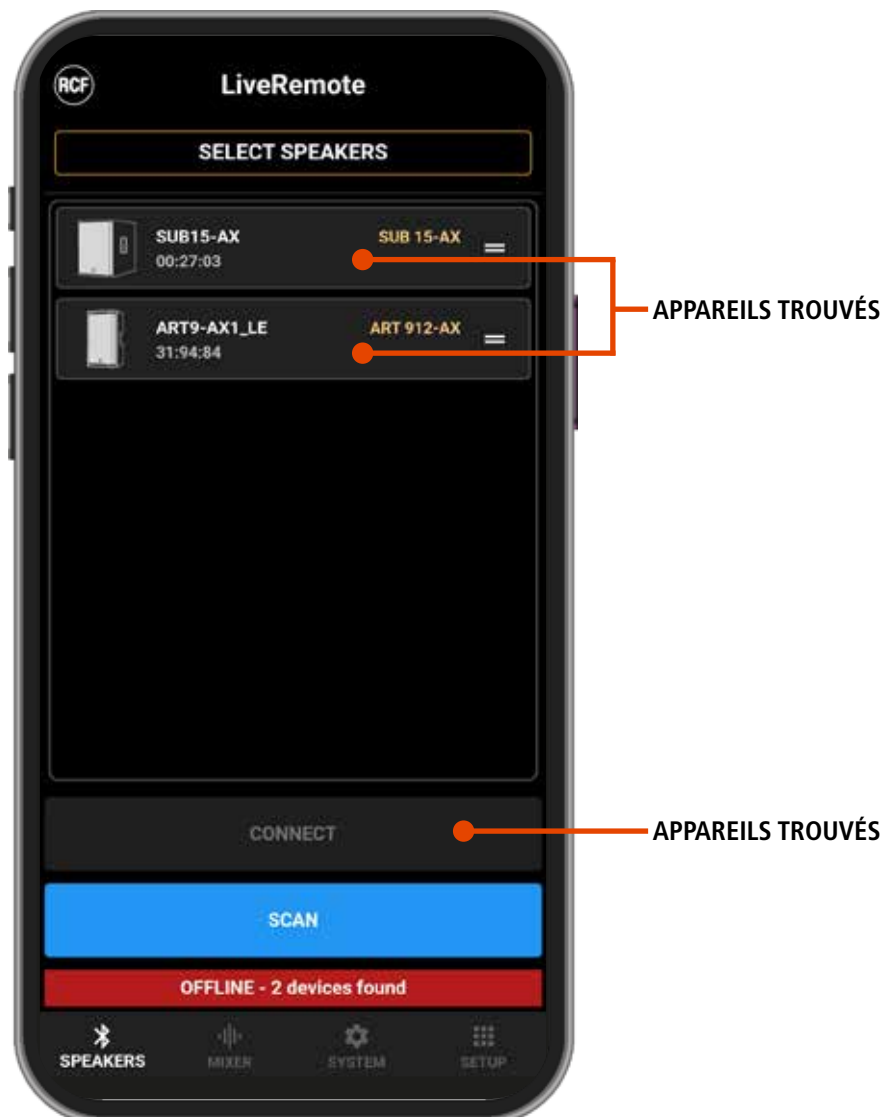 RCF
LiveRemote
SELECT SPEAKERS
SUB15-AX
SUB 15-AX
00:27:03
APPAREILS TROUVÉS
ART9-AX1_LE
ART 912-AX
31:94:84
CONNECT
APPAREILS TROUVÉS
SCAN
OFFLINE - 2 devices found
SPEAKERS
MIXER
SYSTEM
SETUP